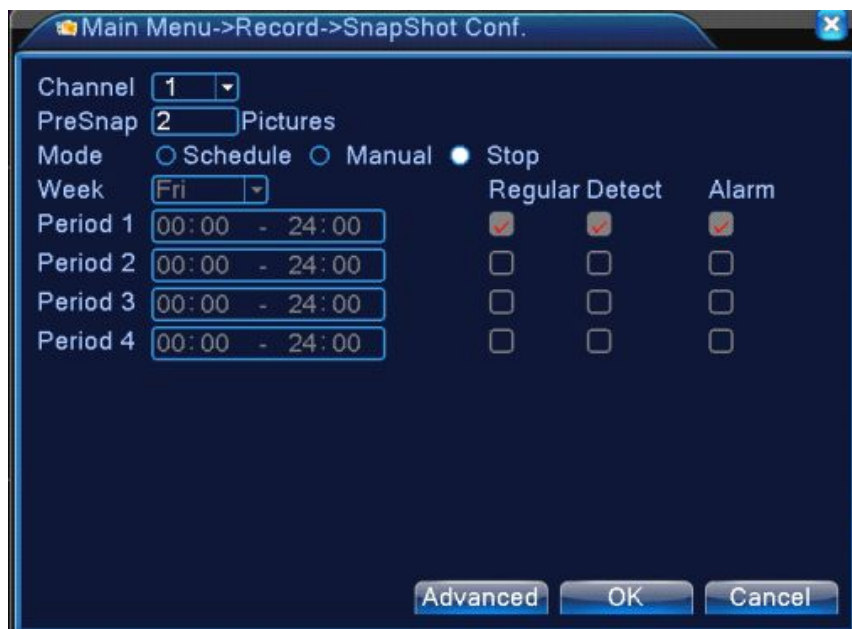 Main Menu->Record->SnapShot Conf.
Channel 1
PreSnap 2 Pictures
Mode Schedule Manual Stop
Week Fri Regular Detect Alarm
Period 1 00:00 - 24:00
Period 2 00:00 - 24:00
Period 3 00:00 - 24:00
Period 4 00:00 - 24:00
Advanced OK Cancel